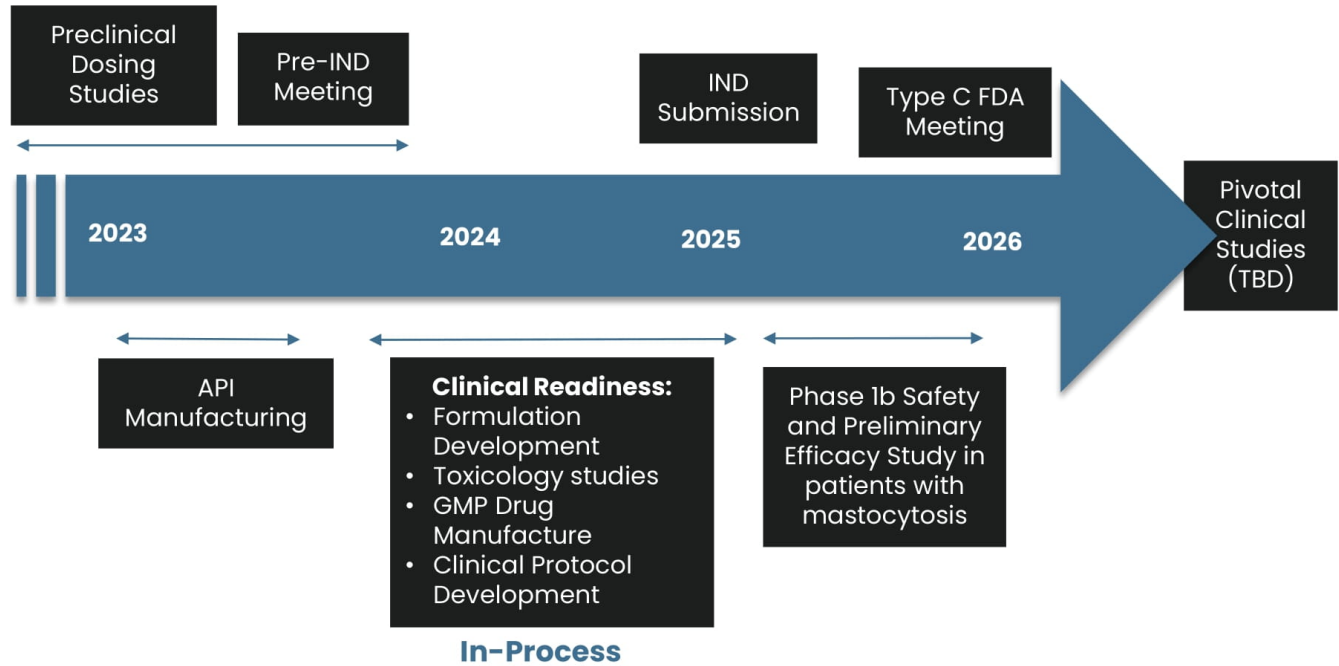 Preclinical
Dosing
Studies
Pre-IND
Meeting
IND
Submission
Type C FDA
Meeting
2023
2024
2025
2026
Pivotal
Clinical
Studies
(TBD)
API
Manufacturing
Clinical Readiness:
• Formulation
Development
• Toxicology studies
• GMP Drug
Manufacture
• Clinical Protocol
Development
In-Process
Phase 1b Safety
and Preliminary
Efficacy Study in
patients with
mastocytosis